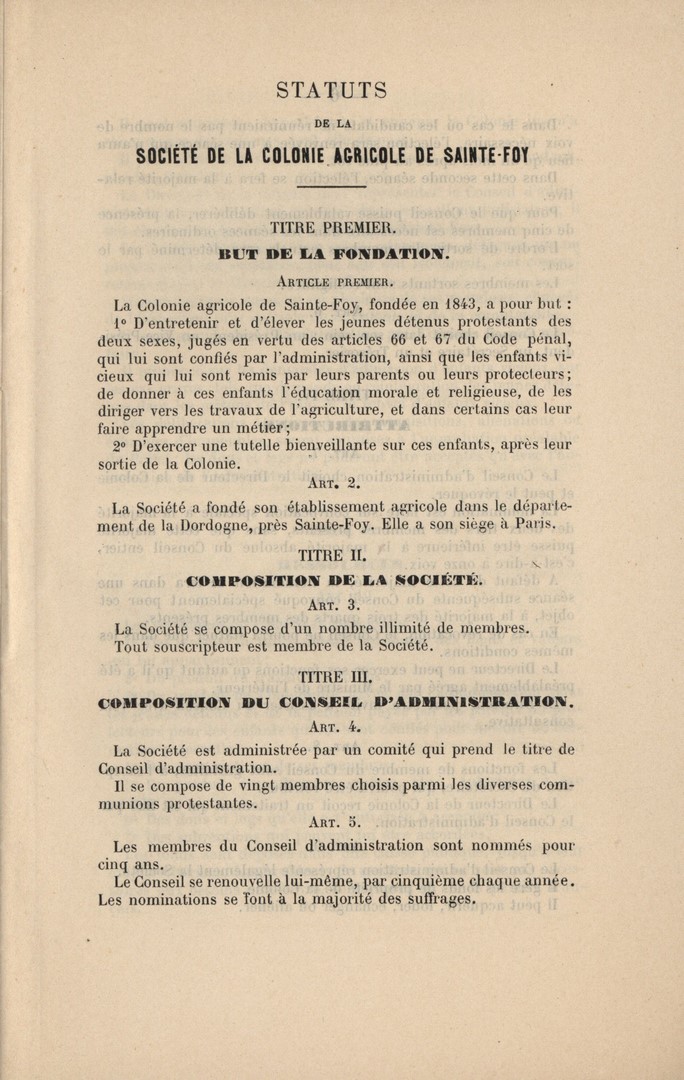 STATUTS
DE LA
SOCIÉTÉ DE LA COLONIE AGRICOLE DE SAINTE-FOY
TITRE PREMIER.
BUT DE LA FONDATION.
ARTICLE PREMIER.
La Colonie agricole de Sainte-Foy, fondée en 1843, a pour but :
1º D'entretenir et d'élever les jeunes détenus protestants des
deux sexes, jugés en vertu des articles 66 et 67 du Code pénal,
qui lui sont confiés par l'administration, ainsi que les enfants vi-
cieux qui lui sont remis par leurs parents ou leurs protecteurs;
de donner à ces enfants l'éducation morale et religieuse, de les
diriger vers les travaux de l'agriculture, et dans certains cas leur
faire apprendre un métier;
2º D'exercer une tutelle bienveillante sur ces enfants, après leur
sortie de la Colonie.
ART. 2.
La Société a fondé son établissement agricole dans le départe-
ment de la Dordogne, près Sainte-Foy. Elle a son siège à Paris.
TITRE II.
COMPOSITION DE LA SOCIÉTÉ.
ART. 3.
La Société se compose d'un nombre illimité de membres.
Tout souscripteur est membre de la Société.
TITRE III.
COMPOSITION DU CONSEIL D'ADMINISTRATION.
ART. 4.
La Société est administrée par un comité qui prend le titre de
Conseil d'administration.
Il se compose de vingt membres choisis parmi les diverses com-
munions protestantes.
ART. 5.
Les membres du Conseil d'administration sont nommés pour
cinq ans.
Le Conseil se renouvelle lui-même, par cinquième chaque année.
Les nominations se font à la majorité des suffrages.